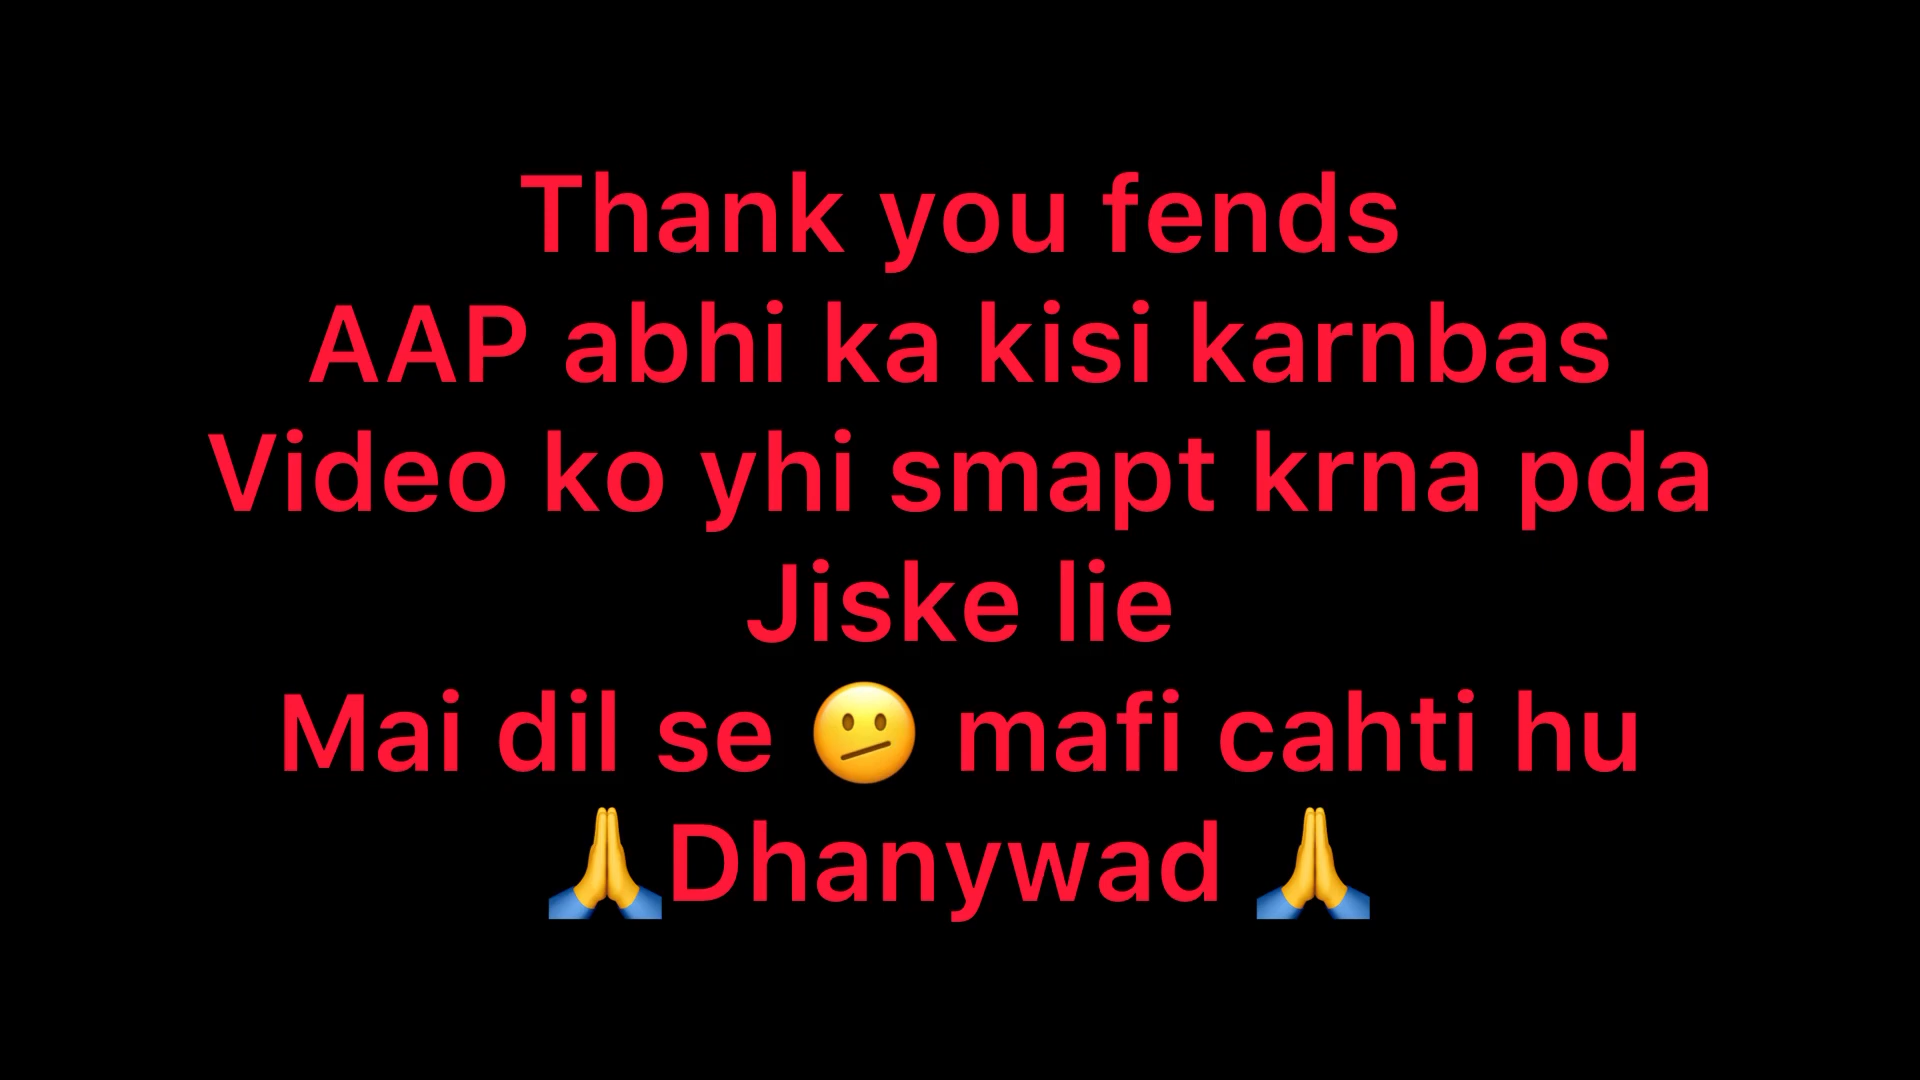 Thank you fends
AAP abhi ka kisi karnbas
Video ko yhi smapt krna pda
Jiske lie
Mai dil se 🫤 mafi cahti hu
🙏Dhanywad 🙏